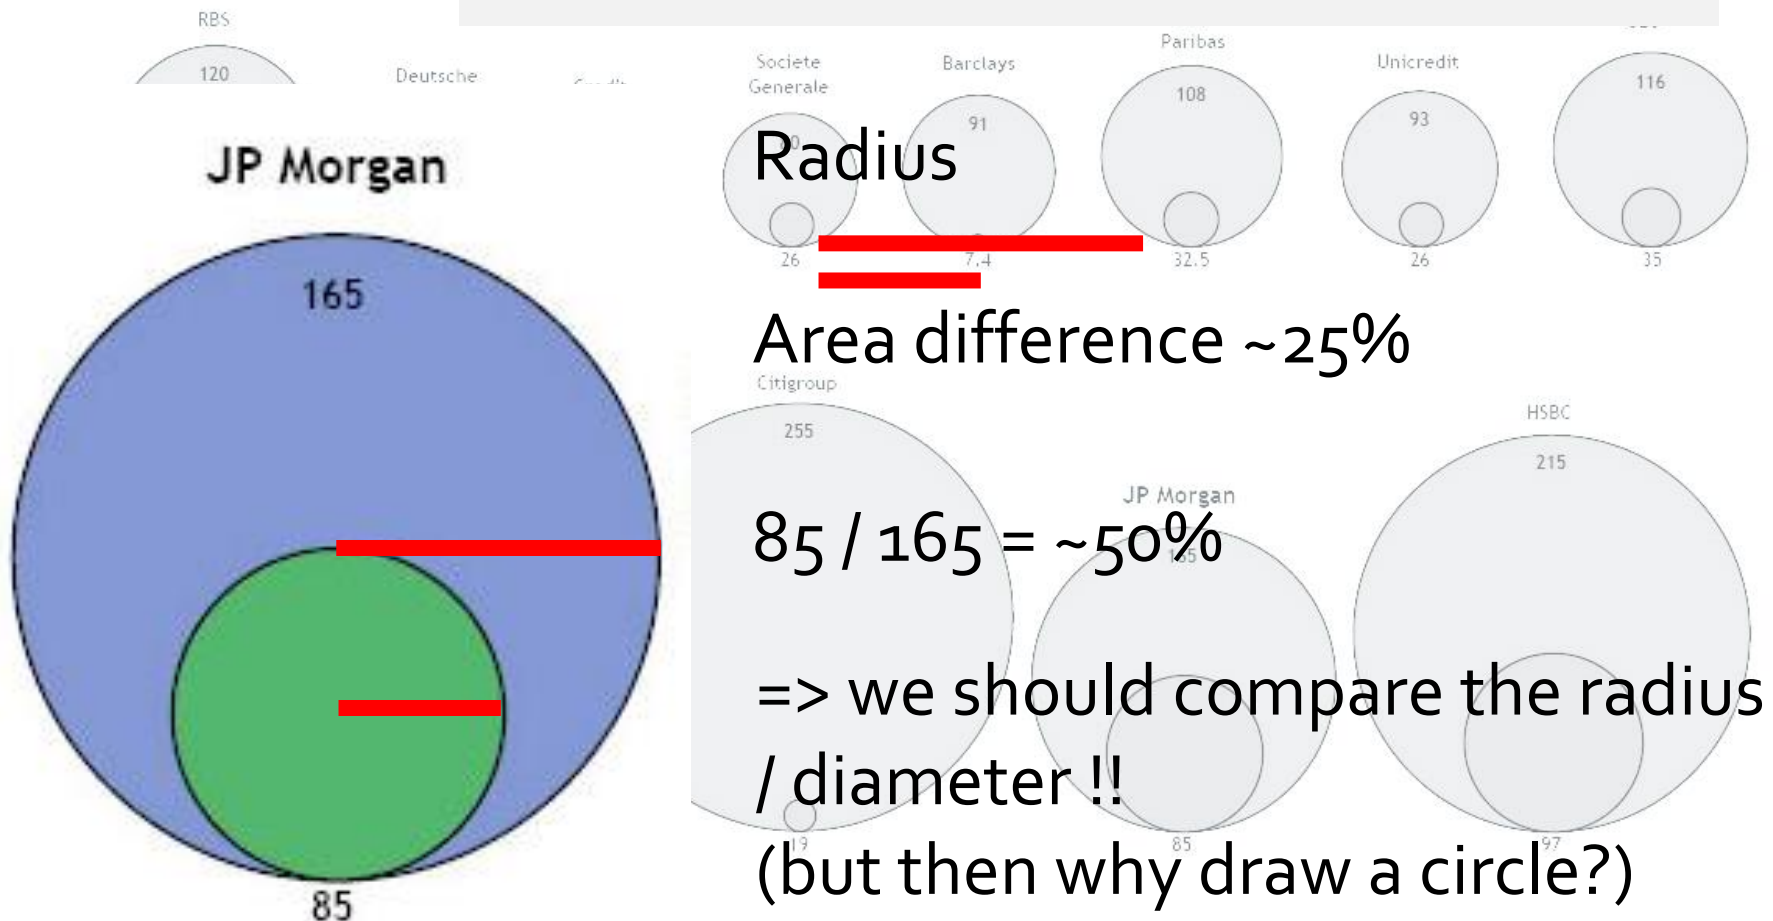 RBS
120
Deutsche
Societe
Generale
Barclays
91
Paribas
108
Unicredit
93
116
26
7.4
32.5
26
35
JP Morgan
165
85
Radius
Area difference ~25%
Citigroup
255
19
JP Morgan
165
85
HSBC
215
97
85 / 165 = ~50%
=> we should compare the radius
/ diameter !!
(but then why draw a circle?)